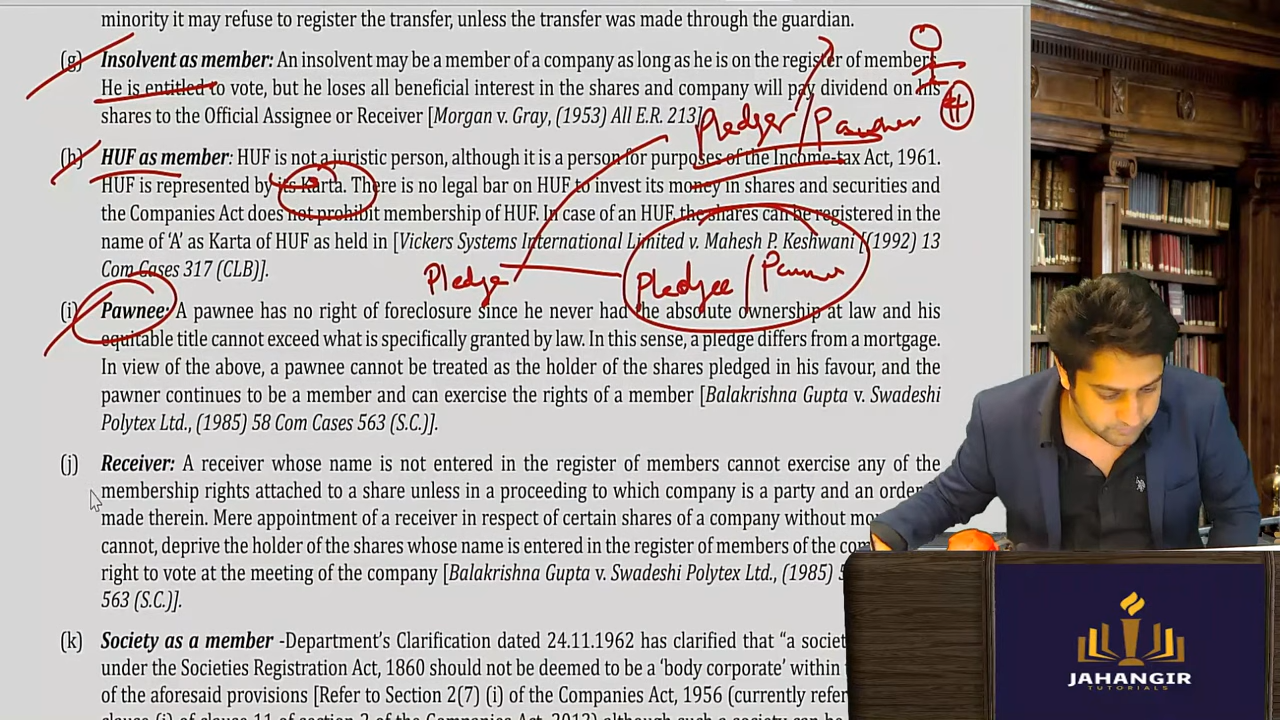 minority it may refuse to register the transfer, unless the transfer was made through the guardian.
(g) Insolvent as member: An insolvent may be a member of a company as long as he is on the register of members.
He is entitled to vote, but he loses all beneficial interest in the shares and company will pay dividend on his
shares to the Official Assignee or Receiver [Morgan v. Gray, (1953) All E.R. 213]
Pledger / Pawner
(h) HUF as member: HUF is not a juristic person, although it is a person for purposes of the Income-tax Act, 1961.
HUF is represented by its Karta. There is no legal bar on HUF to invest its money in shares and securities and
the Companies Act does not prohibit membership of HUF. In case of an HUF, the shares can be registered in the
name of 'A' as Karta of HUF as held in [Vickers Systems International Limited v. Mahesh P. Keshwani [(1992) 13
Com Cases 317 (CLB)].
Pledge
Pledgee /
(i) Pawnee: A pawnee has no right of foreclosure since he never had the absolute ownership at law and his
equitable title cannot exceed what is specifically granted by law. In this sense, a pledge differs from a mortgage.
In view of the above, a pawnee cannot be treated as the holder of the shares pledged in his favour, and the
pawner continues to be a member and can exercise the rights of a member [Balakrishna Gupta v. Swadeshi
Polytex Ltd., (1985) 58 Com Cases 563 (S.C.)].
(j) Receiver: A receiver whose name is not entered in the register of members cannot exercise any of the
membership rights attached to a share unless in a proceeding to which company is a party and an order
made therein. Mere appointment of a receiver in respect of certain shares of a company without
cannot, deprive the holder of the shares whose name is entered in the register of members of the
right to vote at the meeting of the company [Balakrishna Gupta v. Swadeshi Polytex Ltd., (1985)
563 (S.C.)].
(k) Society as a member -Department's Clarification dated 24.11.1962 has clarified that "a
under the Societies Registration Act, 1860 should not be deemed to be a 'body corporate' within
of the aforesaid provisions [Refer to Section 2(7) (i) of the Companies Act, 1956 (currently
JAHANGIR
TUTORIALS